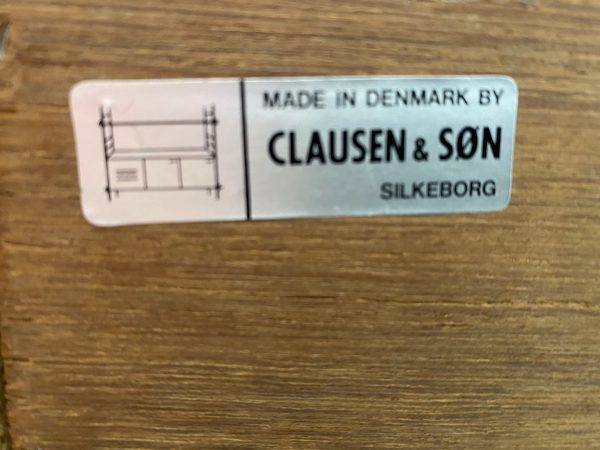 MADE IN DENMARK BY
CLAUSEN & SØN
SILKEBORG